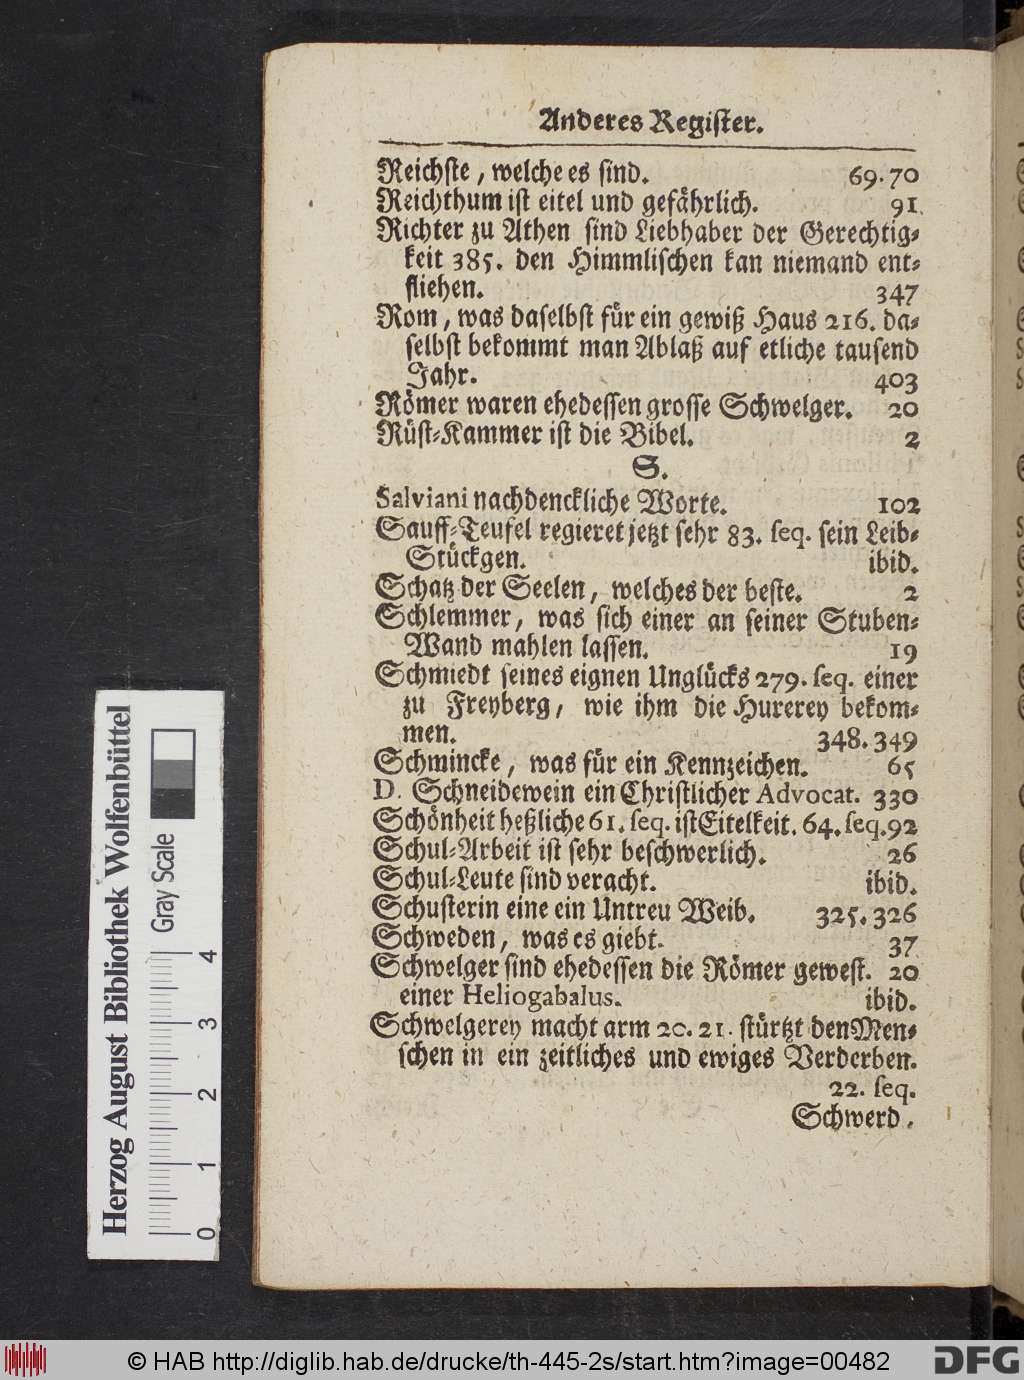 Anderes Register.
Reichste, welche es sind. 69. 70
Reichthum ist eitel und gefährlich. 91
Richter zu Athen sind Liebhaber der Gerechtig-
keit 385. den Himmlischen kan niemand ent-
fliehen. 347
Rom, was daselbst für ein gewiß Haus 216. da-
selbst bekommt man Ablaß auf etliche tausend
Jahr. 403
Römer waren ehedessen grosse Schwelger. 20
Rüst-Kammer ist die Bibel. 2
S.
Salviani nachdenckliche Worte. 102
Sauff-Teufel regieret jetzt sehr 83. seq. sein Leib-
Stückgen. ibid.
Schatz der Seelen, welches der beste. 2
Schlemmer, was sich einer an seiner Stuben-
Wand mahlen lassen. 19
Schmiedt seines eignen Unglücks 279. seq. einer
zu Freyberg, wie ihm die Hurerey bekom-
men. 348. 349
Schmincke, was für ein Kennzeichen. 65
D. Schneidewein ein Christlicher Advocat. 330
Schönheit heßliche 61. seq. ist Eitelkeit. 64. seq. 92
Schul-Arbeit ist sehr beschwerlich. 26
Schul-Leute sind veracht. ibid.
Schusterin eine ein Untreu Weib. 325. 326
Schweden, was es giebt. 37
Schwelger sind ehedessen die Römer gewest. 20
einer Heliogabalus. ibid.
Schwelgerey macht arm 20. 21. stürtzt den Men-
schen in ein zeitliches und ewiges Verderben.
22. seq.
Schwerd.
Herzog August Bibliothek Wolfenbüttel
Gray Scale
0 1 2 3 4
© HAB http://diglib.hab.de/drucke/th-445-2s/start.htm?image=00482
DFG